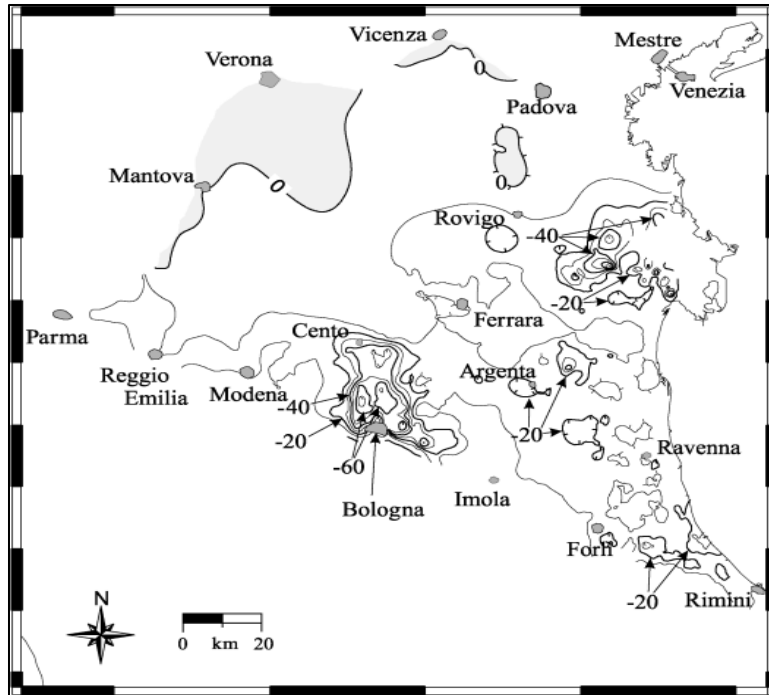 Vicenza
Mestre
Verona
0
Padova
Venezia
Mantova
0
0
Rovigo
-40
-20
Parma
Ferrara
Cento
Reggio
Emilia
Modena
Argenta
-40
-20
-20
-60
Ravenna
Bologna
Imola
Forlì
N
-20
Rimini
0 km 20